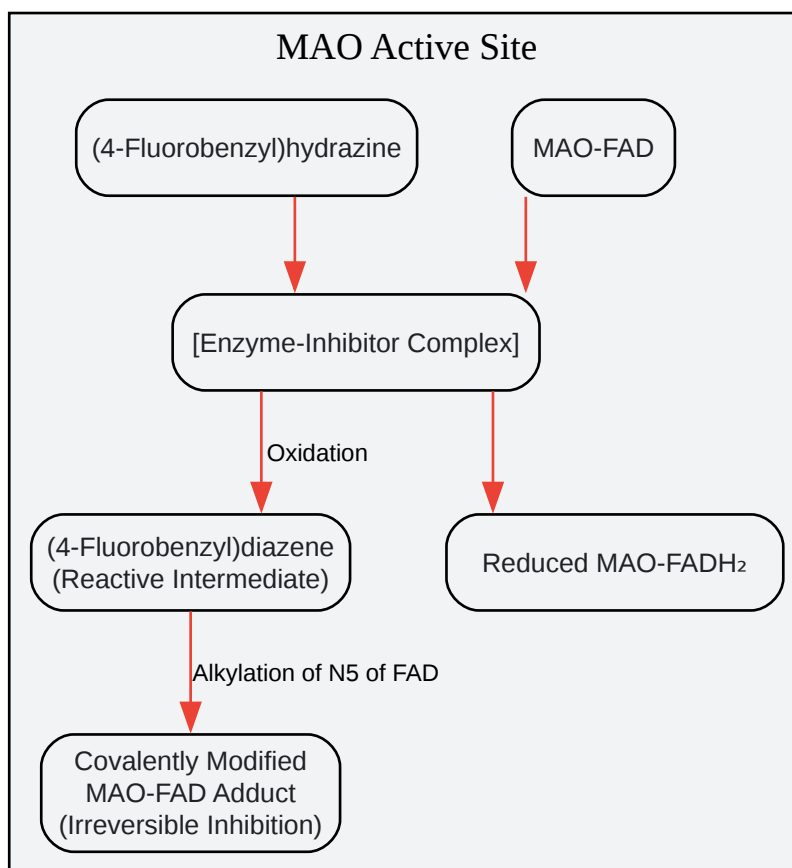 MAO Active Site
(4-Fluorobenzyl)hydrazine
MAO-FAD
[Enzyme-Inhibitor Complex]
Oxidation
(4-Fluorobenzyl)diazene
(Reactive Intermediate)
Reduced MAO-FADH₂
Alkylation of N5 of FAD
Covalently Modified
MAO-FAD Adduct
(Irreversible Inhibition)